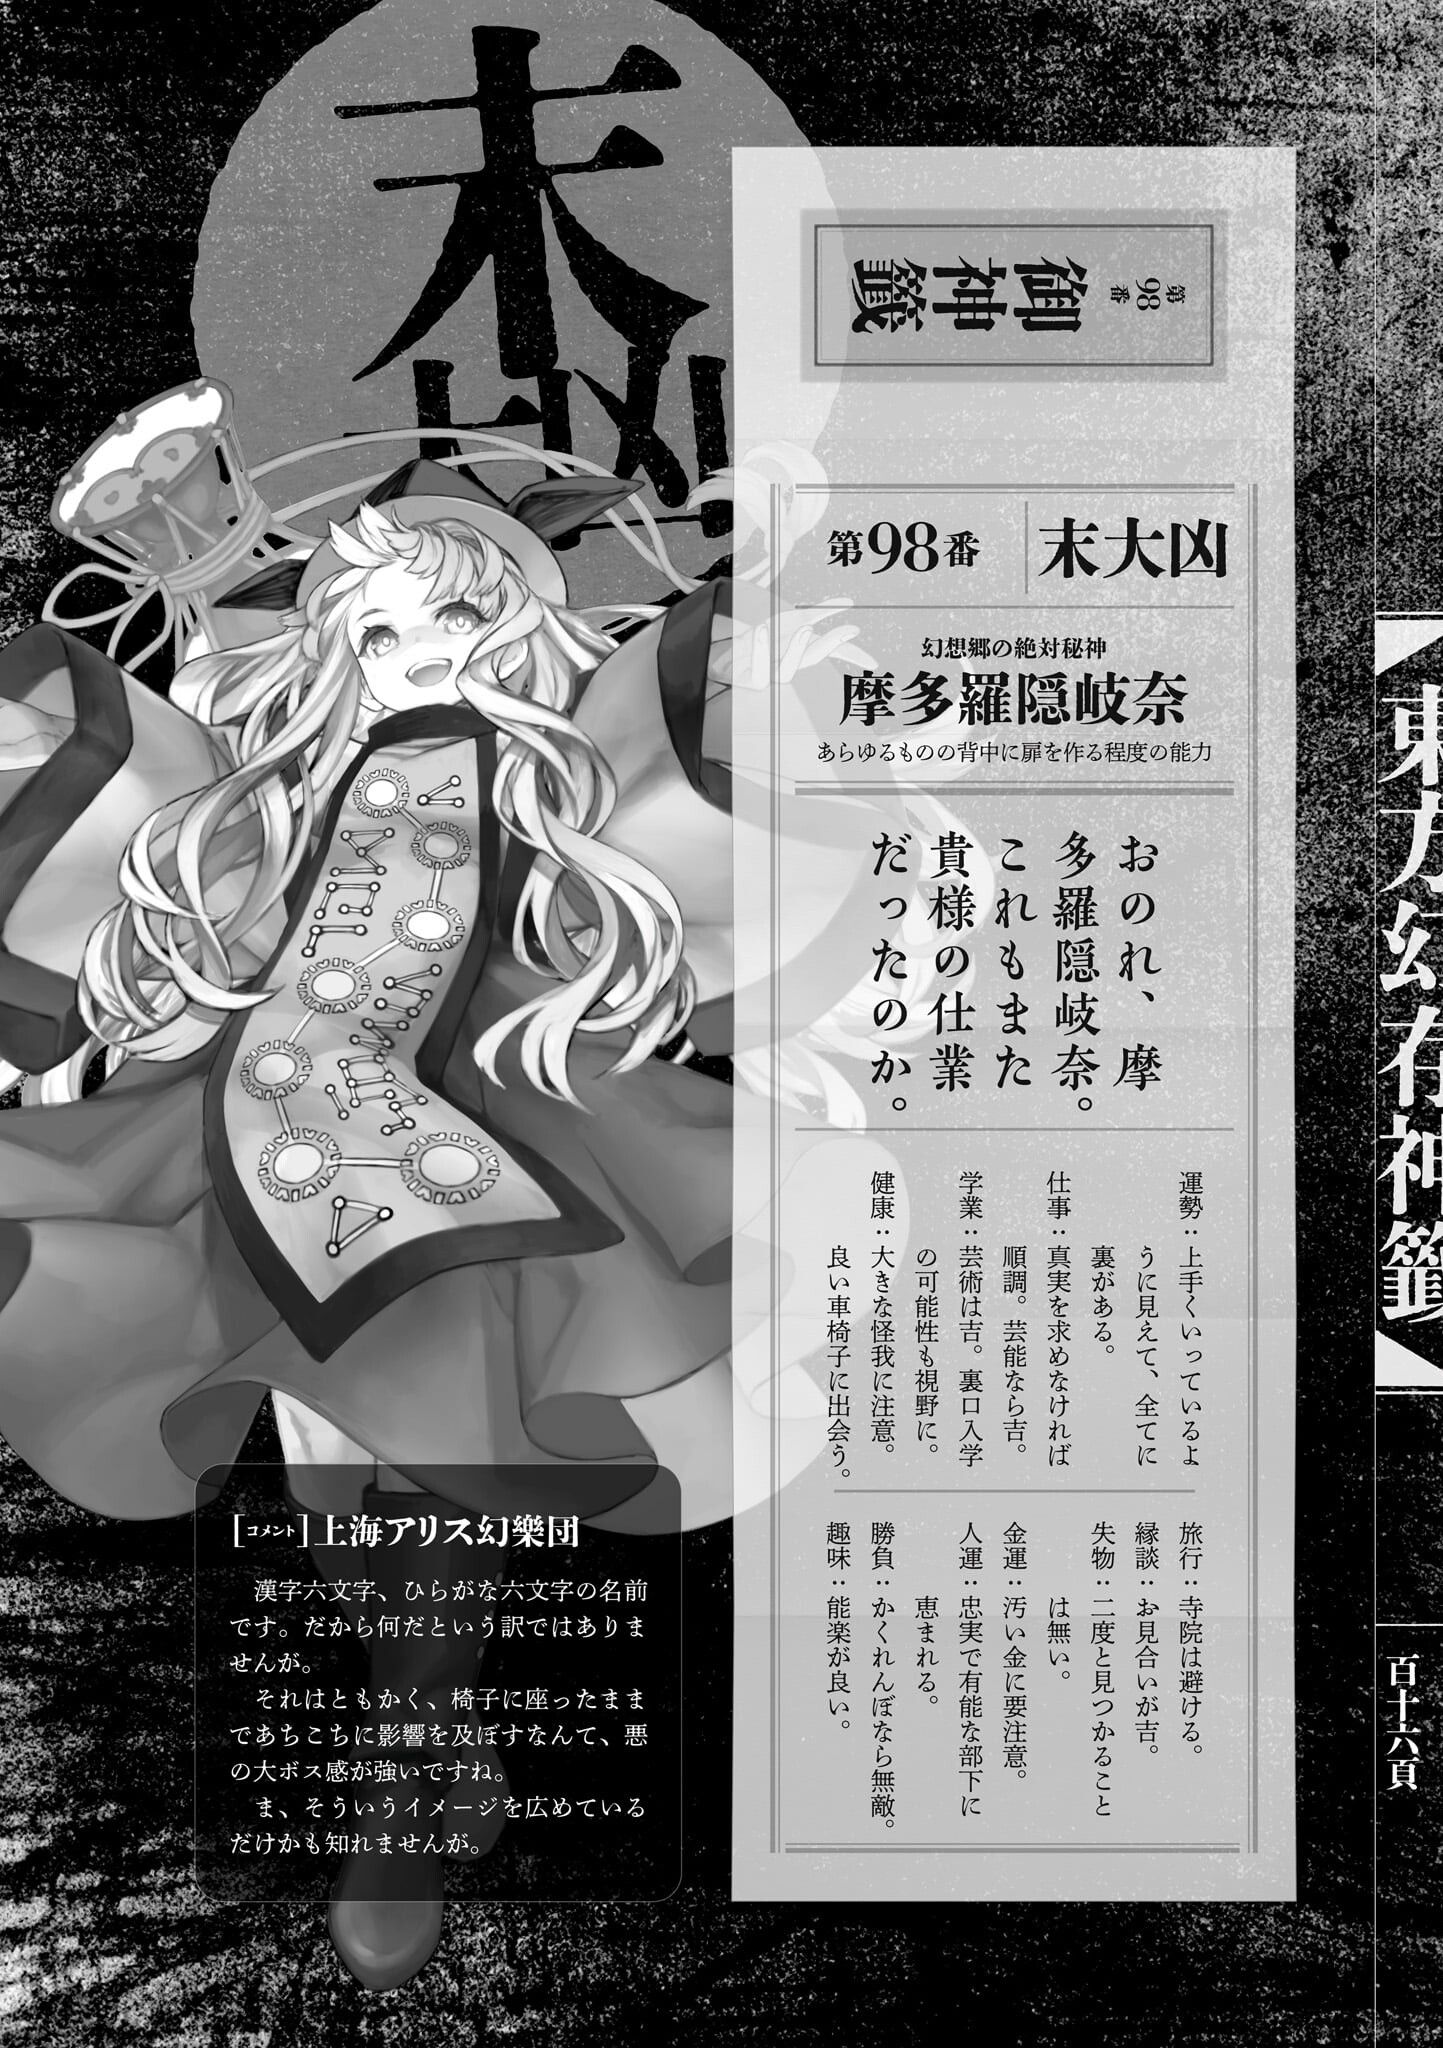 末
大
凶
御神籤
第98番
第98番
末大凶
幻想郷の絶対秘神
摩多羅隠岐奈
あらゆるものの背中に扉を作る程度の能力
おのれ、摩
多羅隠岐奈。
これもまた
貴様の仕業
だったのか。
運勢:上手くいっているよ
うに見えて、全てに
裏がある。
仕事:真実を求めなければ
順調。芸能なら吉。
学業:芸術は吉。裏口入学
の可能性も視野に。
健康:大きな怪我に注意。
良い車椅子に出会う。
旅行:寺院は避ける。
縁談:お見合いが吉。
失物:二度と見つかること
は無い。
金運:汚い金に要注意。
人運:忠実で有能な部下に
恵まれる。
勝負:かくれんぼなら無敵。
趣味:能楽が良い。
[コメント]上海アリス幻樂団
漢字六文字、ひらがな六文字の名前
です。だから何だという訳ではありま
せんが。
それはともかく、椅子に座ったまま
であちこちに影響を及ぼすなんて、悪
の大ボス感が強いですね。
ま、そういうイメージを広めている
だけかも知れませんが。
【東方幻存神籤】
百十六頁